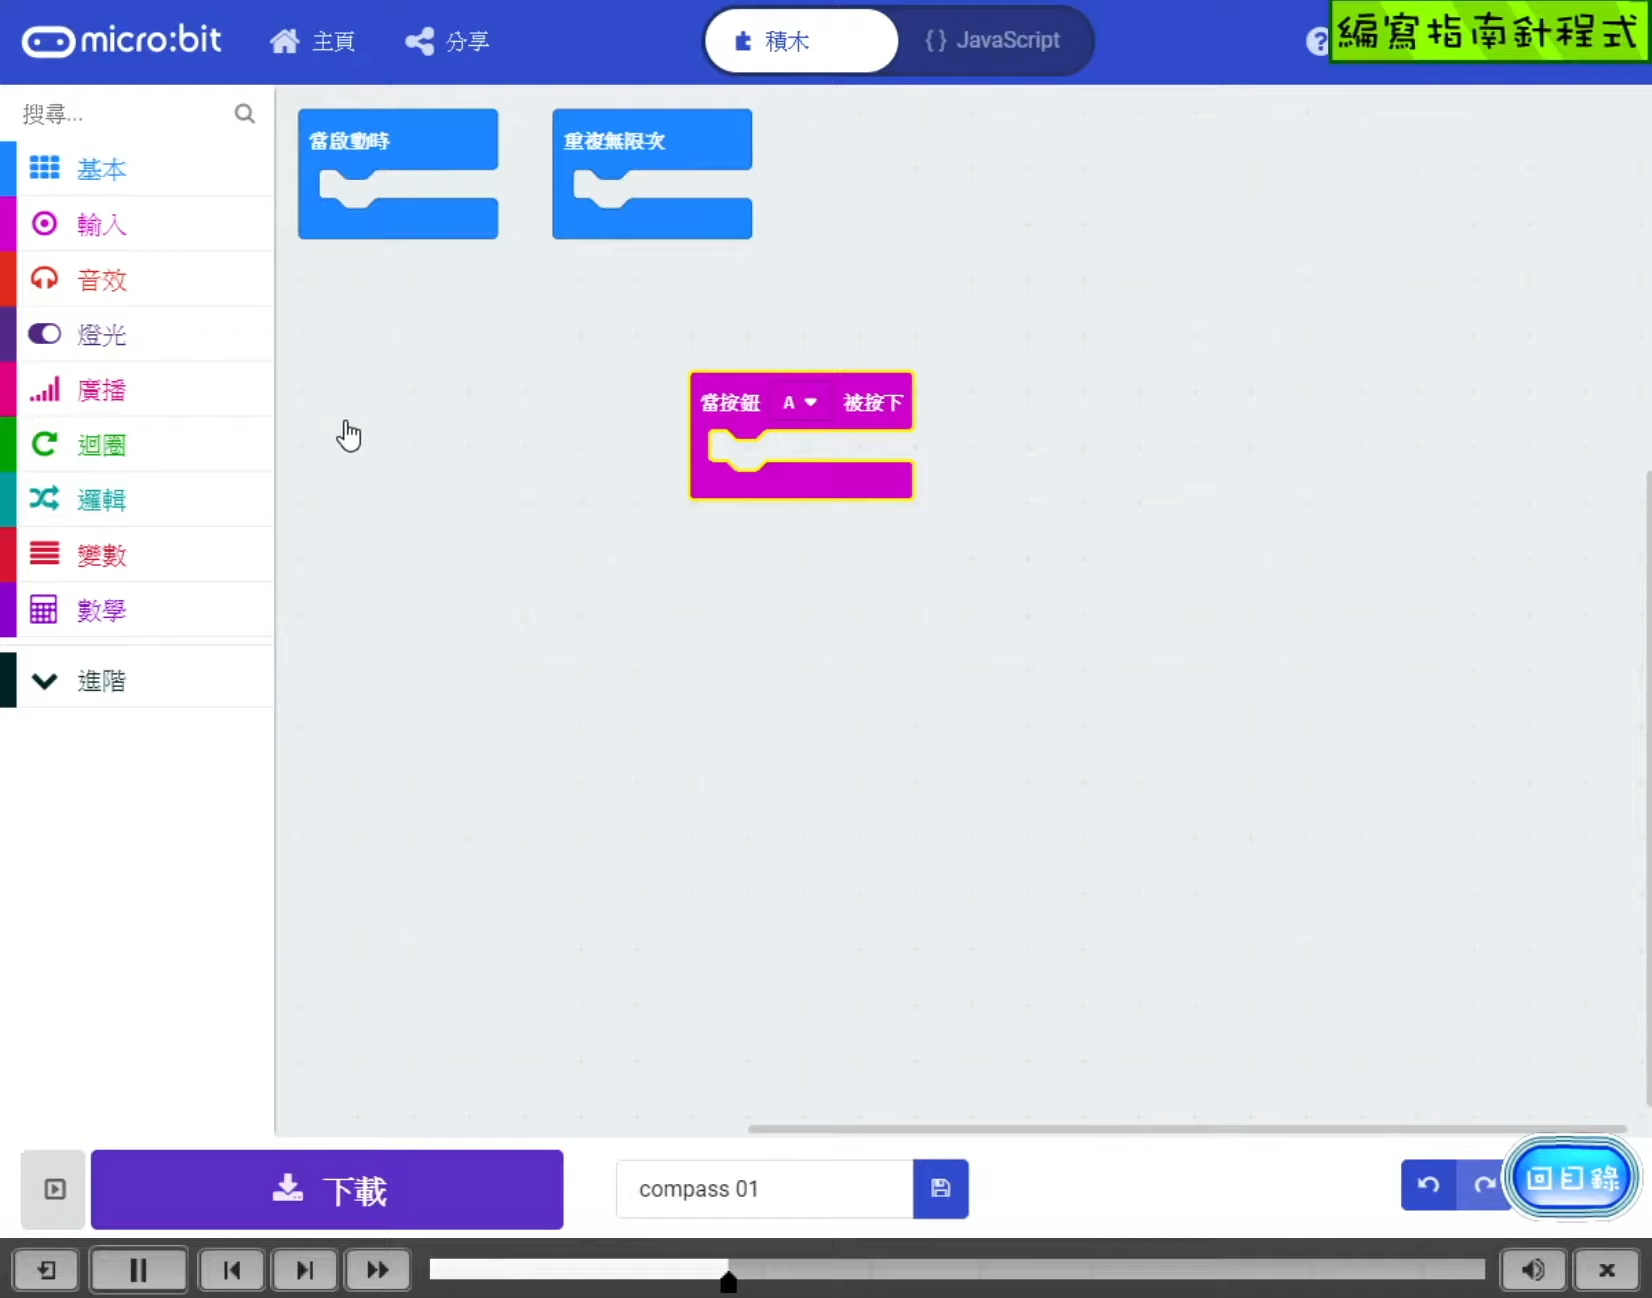 micro:bit 主頁 分享 積木 {} JavaScript ? 編寫指南針程式
搜尋...
基本
輸入
音效
燈光
廣播
迴圈
邏輯
變數
數學
進階
當啟動時
重複無限次
當按鈕 A 被按下
下載
compass 01
回目錄